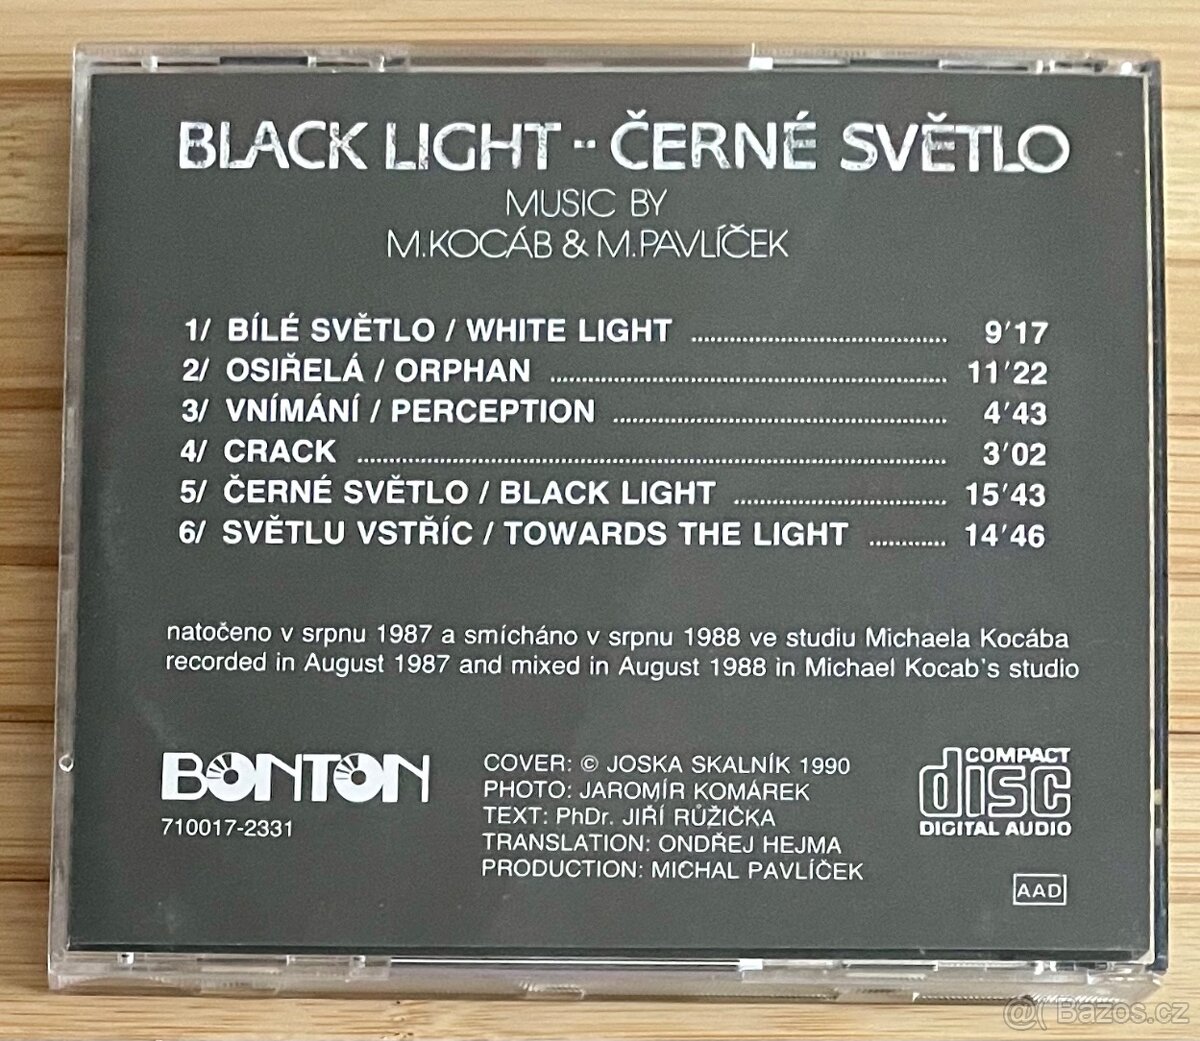 BLACK LIGHT -- ČERNÉ SVĚTLO
MUSIC BY
M.KOCÁB & M.PAVLÍČEK
1/ BÍLÉ SVĚTLO / WHITE LIGHT ........................................ 9'17
2/ OSIŘELÁ / ORPHAN ............................................................. 11'22
3/ VNÍMÁNÍ / PERCEPTION .................................................... 4'43
4/ CRACK ........................................................................................... 3'02
5/ ČERNÉ SVĚTLO / BLACK LIGHT ................................. 15'43
6/ SVĚTLU VSTŘÍC / TOWARDS THE LIGHT ............ 14'46
natočeno v srpnu 1987 a smícháno v srpnu 1988 ve studiu Michaela Kocába
recorded in August 1987 and mixed in August 1988 in Michael Kocab's studio
BONTON
710017-2331
COVER: © JOSKA SKALNÍK 1990
PHOTO: JAROMÍR KOMÁREK
TEXT: PhDr. JIŘÍ RŮŽIČKA
TRANSLATION: ONDŘEJ HEJMA
PRODUCTION: MICHAL PAVLÍČEK
COMPACT
disc
DIGITAL AUDIO
AAD
@( Bazos.cz